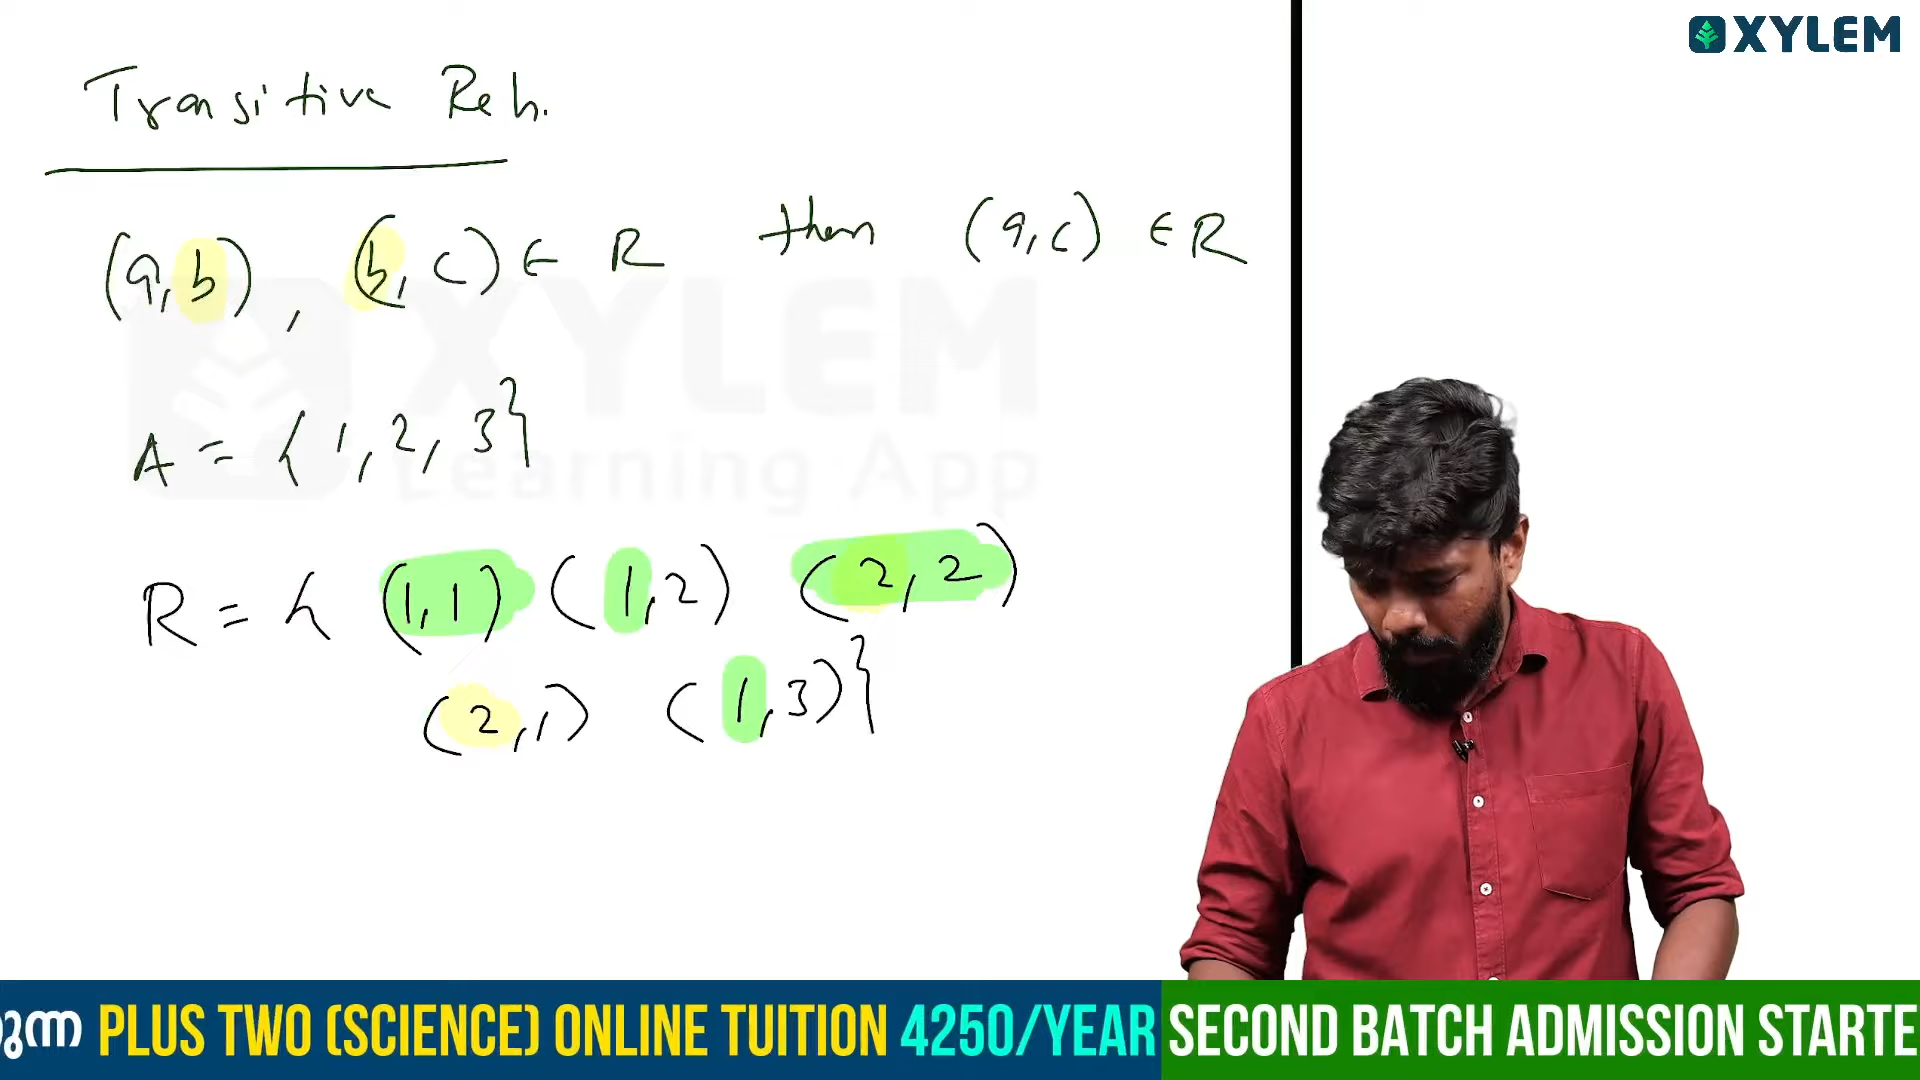 XYLEM
Transitive Reln.
(a,b), (b,c) ∈ R then (a,c) ∈ R
XYLEM
Learning App
A = { 1, 2, 3}
R = { (1,1) (1,2) (2,2)
(2,1) (1,3)}
PLUS TWO (SCIENCE) ONLINE TUITION 4250/YEAR SECOND BATCH ADMISSION STARTE